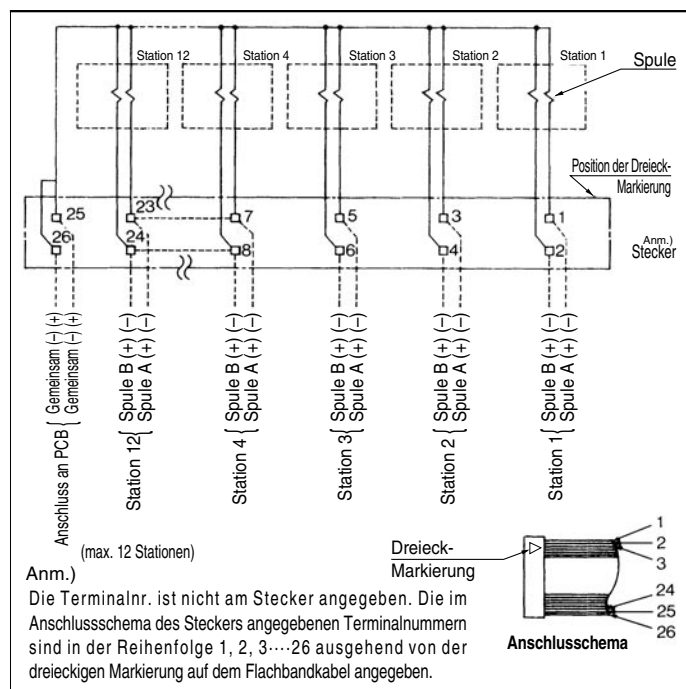 Station 12
Station 4
Station 3
Station 2
Station 1
Spule
Position der Dreieck-
Markierung
25
23
7
5
3
1
26
24
8
6
4
2
Anm.)
Stecker
Anschluss an PCB { Gemeinsam (–) (+)
Gemeinsam (–) (+)
Station 12 { Spule B (+) (–)
Spule A (+) (–)
Station 4 { Spule B (+) (–)
Spule A (+) (–)
Station 3 { Spule B (+) (–)
Spule A (+) (–)
Station 2 { Spule B (+) (–)
Spule A (+) (–)
Station 1 { Spule B (+) (–)
Spule A (+) (–)
(max. 12 Stationen)
Dreieck-
Markierung
1
2
3
24
25
26
Anschlusschema
Anm.)
Die Terminalnr. ist nicht am Stecker angegeben. Die im
Anschlussschema des Steckers angegebenen Terminalnummern
sind in der Reihenfolge 1, 2, 3····26 ausgehend von der
dreieckigen Markierung auf dem Flachbandkabel angegeben.